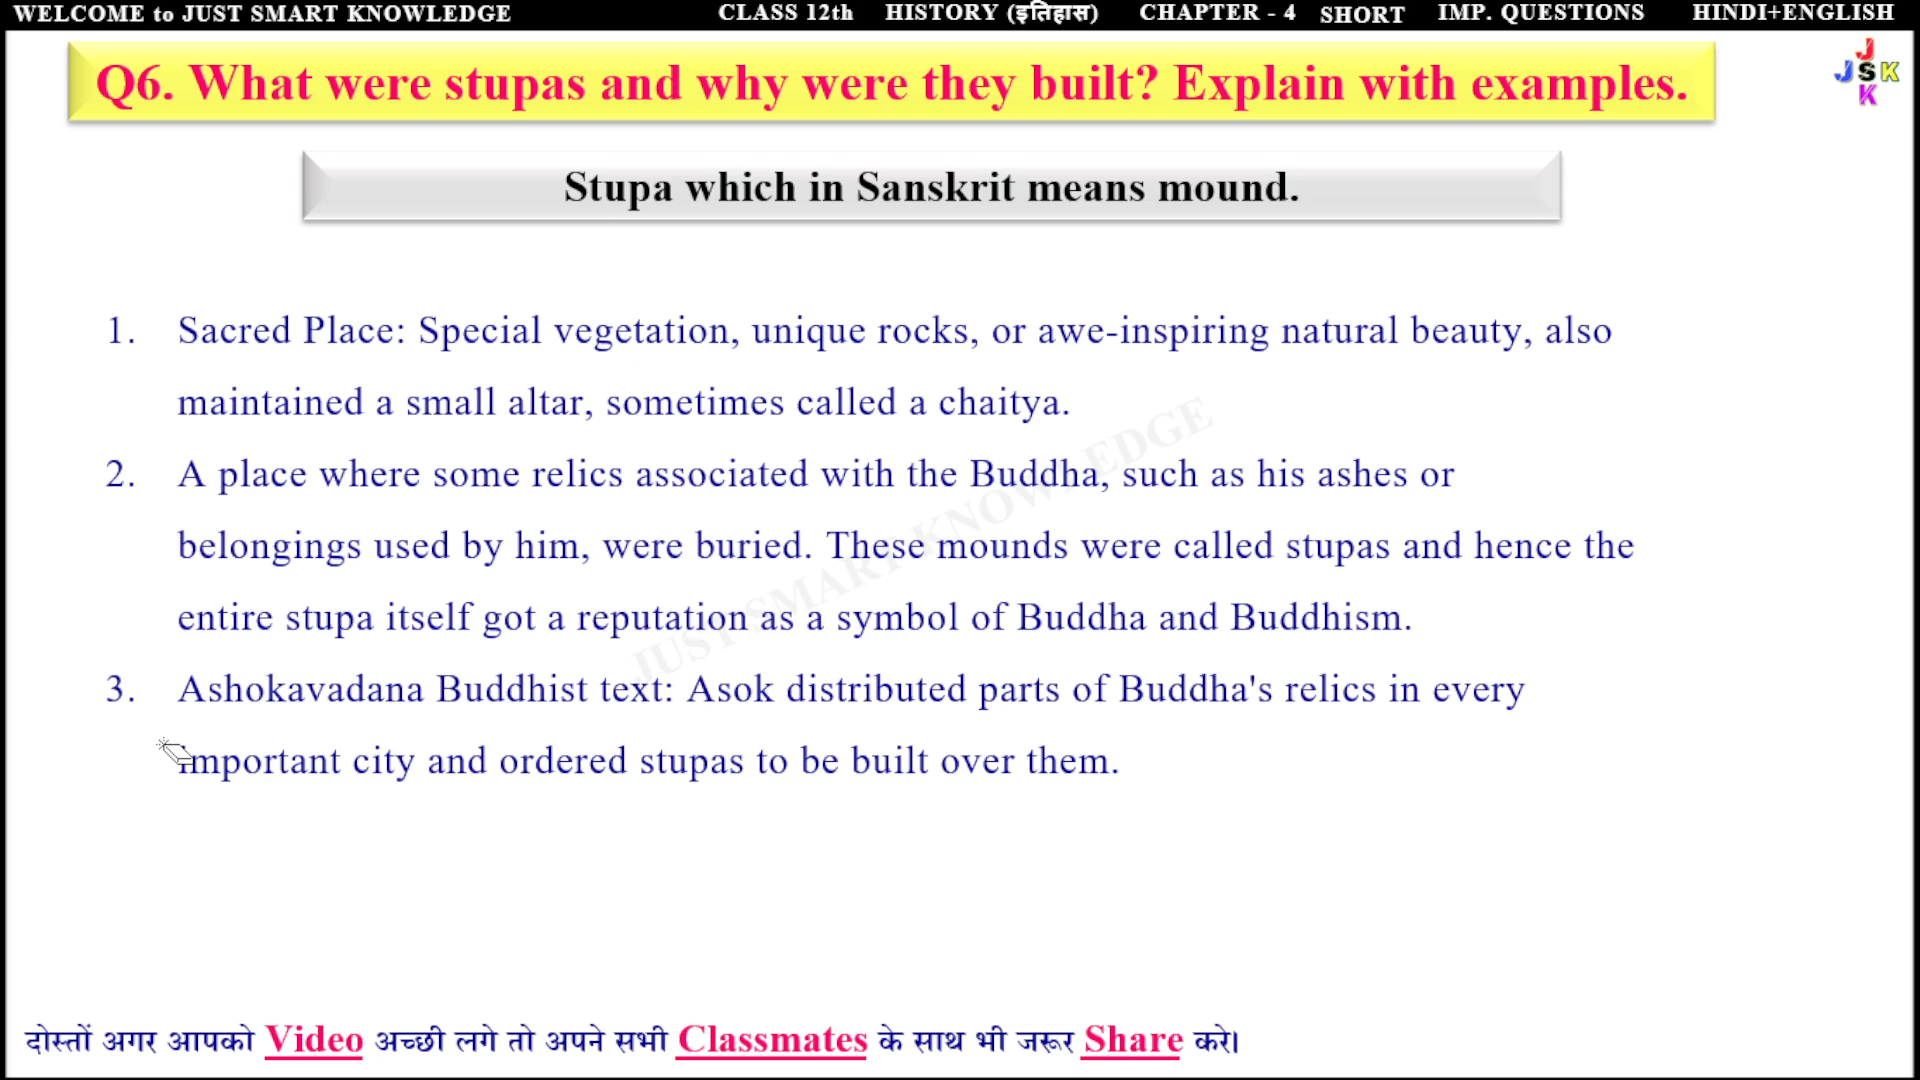 WELCOME to JUST SMART KNOWLEDGE CLASS 12th HISTORY (इतिहास) CHAPTER - 4 SHORT IMP. QUESTIONS HINDI+ENGLISH
Q6. What were stupas and why were they built? Explain with examples.
J
JSK
K
Stupa which in Sanskrit means mound.
1. Sacred Place: Special vegetation, unique rocks, or awe-inspiring natural beauty, also
maintained a small altar, sometimes called a chaitya.
2. A place where some relics associated with the Buddha, such as his ashes or
belongings used by him, were buried. These mounds were called stupas and hence the
entire stupa itself got a reputation as a symbol of Buddha and Buddhism.
3. Ashokavadana Buddhist text: Asok distributed parts of Buddha's relics in every
important city and ordered stupas to be built over them.
JUST SMART KNOWLEDGE
दोस्तों अगर आपको Video अच्छी लगे तो अपने सभी Classmates के साथ भी जरूर Share करे।